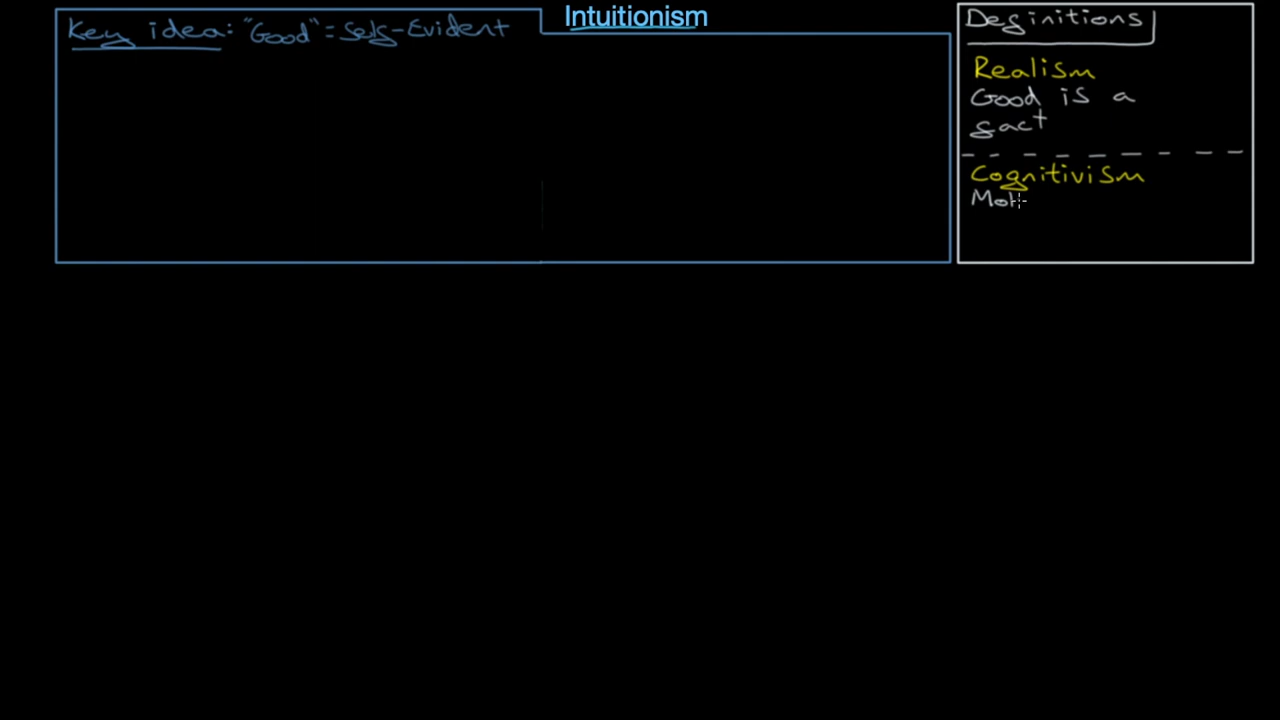 Intuitionism
Key idea: "Good" = Self-Evident
Definitions
Realism
Good is a
fact
Cognitivism